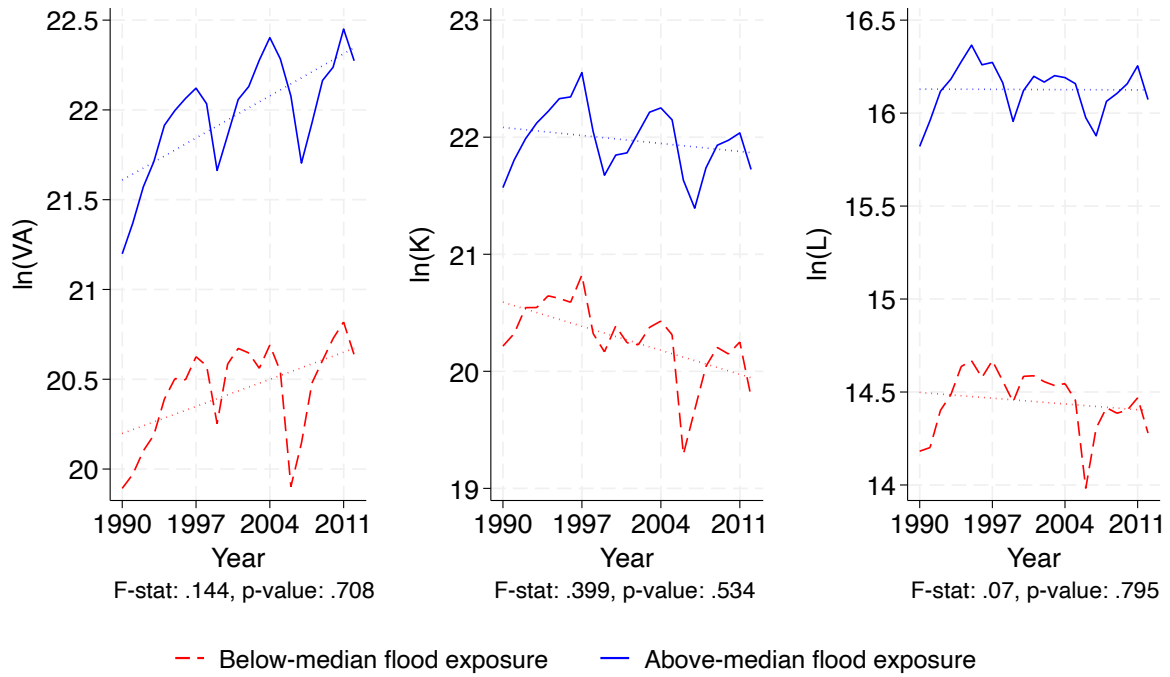 ln(VA)
22.5
22
21.5
21
20.5
20
1990 1997 2004 2011
Year
F-stat: .144, p-value: .708
ln(K)
23
22
21
20
19
1990 1997 2004 2011
Year
F-stat: .399, p-value: .534
ln(L)
16.5
16
15.5
15
14.5
14
1990 1997 2004 2011
Year
F-stat: .07, p-value: .795
Below-median flood exposure Above-median flood exposure